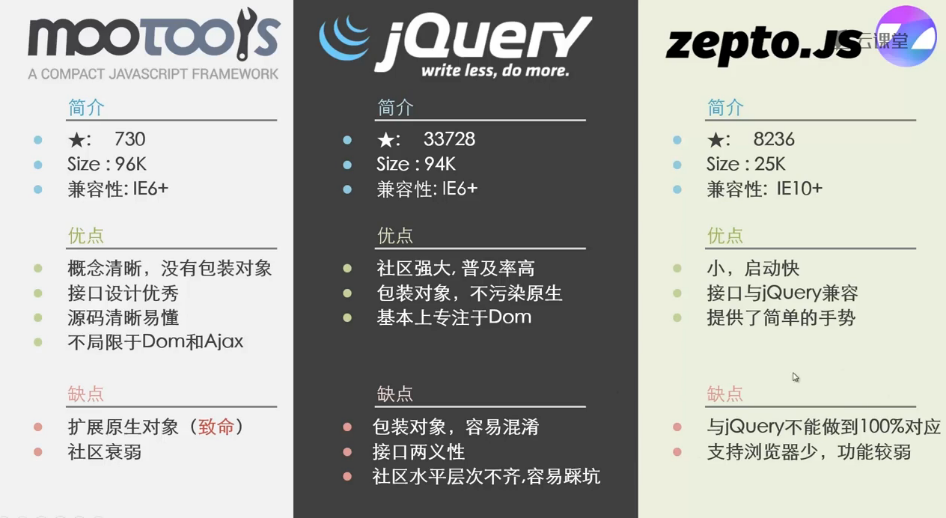 mootools
A COMPACT JAVASCRIPT FRAMEWORK
简介
★： 730
Size : 96K
兼容性: IE6+
优点
概念清晰，没有包装对象
接口设计优秀
源码清晰易懂
不局限于Dom和Ajax
缺点
扩展原生对象（致命）
社区衰弱
jQuery
write less, do more.
简介
★： 33728
Size : 94K
兼容性: IE6+
优点
社区强大, 普及率高
包装对象，不污染原生
基本上专注于Dom
缺点
包装对象，容易混淆
接口两义性
社区水平层次不齐,容易踩坑
zepto.JS
云课堂
简介
★： 8236
Size : 25K
兼容性: IE10+
优点
小，启动快
接口与jQuery兼容
提供了简单的手势
缺点
与jQuery不能做到100%对应
支持浏览器少，功能较弱